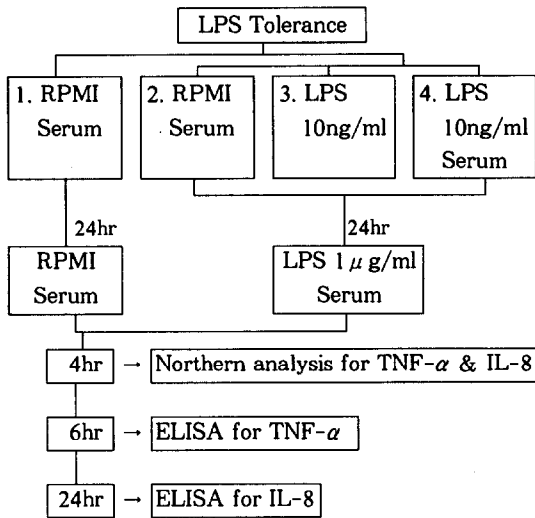 LPS Tolerance
1. RPMI
Serum
2. RPMI
Serum
3. LPS
10ng/ml
4. LPS
10ng/ml
Serum
24hr
24hr
RPMI
Serum
LPS 1μg/ml
Serum
4hr → Northern analysis for TNF-α & IL-8
6hr → ELISA for TNF-α
24hr → ELISA for IL-8